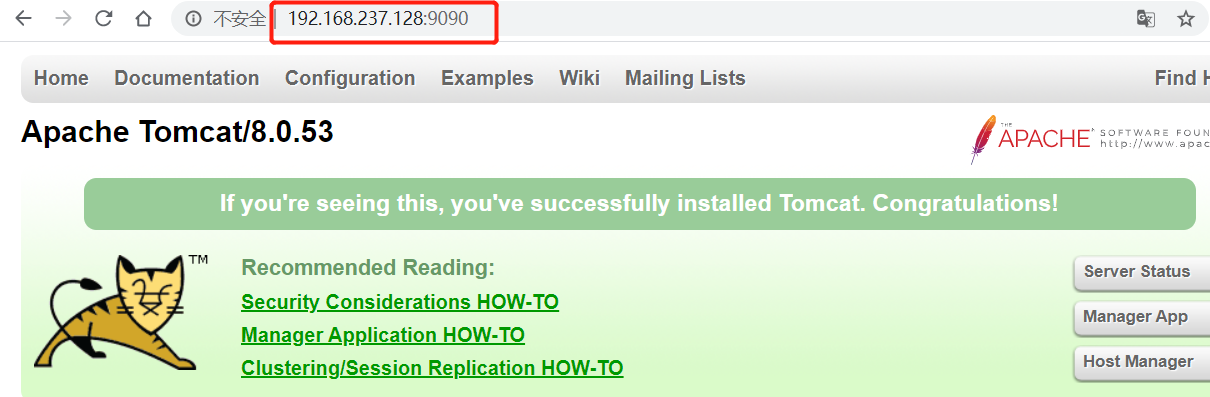 不安全 192.168.237.128:9090
Home Documentation Configuration Examples Wiki Mailing Lists Find H
Apache Tomcat/8.0.53
THE
APACHE SOFTWARE FOUN
http://www.apac
If you're seeing this, you've successfully installed Tomcat. Congratulations!
TM
Recommended Reading:
Security Considerations HOW-TO
Manager Application HOW-TO
Clustering/Session Replication HOW-TO
Server Status
Manager App
Host Manager